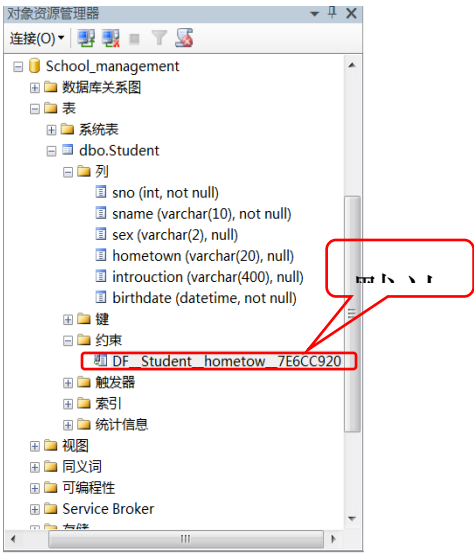 对象资源管理器
连接(O)
School_management
数据库关系图
表
系统表
dbo.Student
列
sno (int, not null)
sname (varchar(10), not null)
sex (varchar(2), null)
hometown (varchar(20), null)
introuction (varchar(400), null)
birthdate (datetime, not null)
键
约束
DF__Student__hometow__7E6CC920
触发器
索引
统计信息
视图
同义词
可编程性
Service Broker
存储